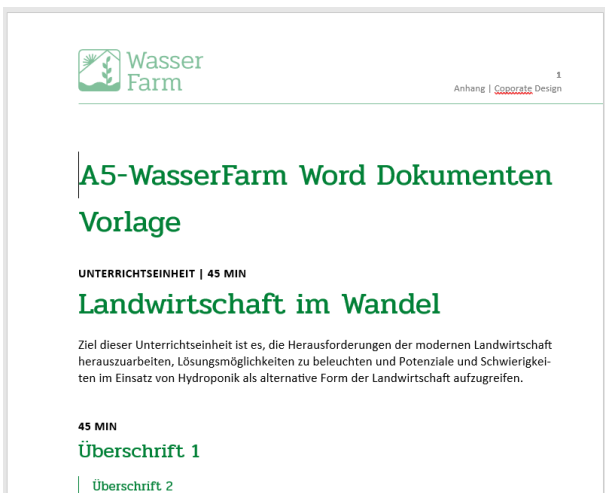 Wasser
Farm
1
Anhang | Coporate Design
A5-WasserFarm Word Dokumenten
Vorlage
UNTERRICHTSEINHEIT | 45 MIN
Landwirtschaft im Wandel
Ziel dieser Unterrichtseinheit ist es, die Herausforderungen der modernen Landwirtschaft
herauszuarbeiten, Lösungsmöglichkeiten zu beleuchten und Potenziale und Schwierigkei-
ten im Einsatz von Hydroponik als alternative Form der Landwirtschaft aufzugreifen.
45 MIN
Überschrift 1
Überschrift 2